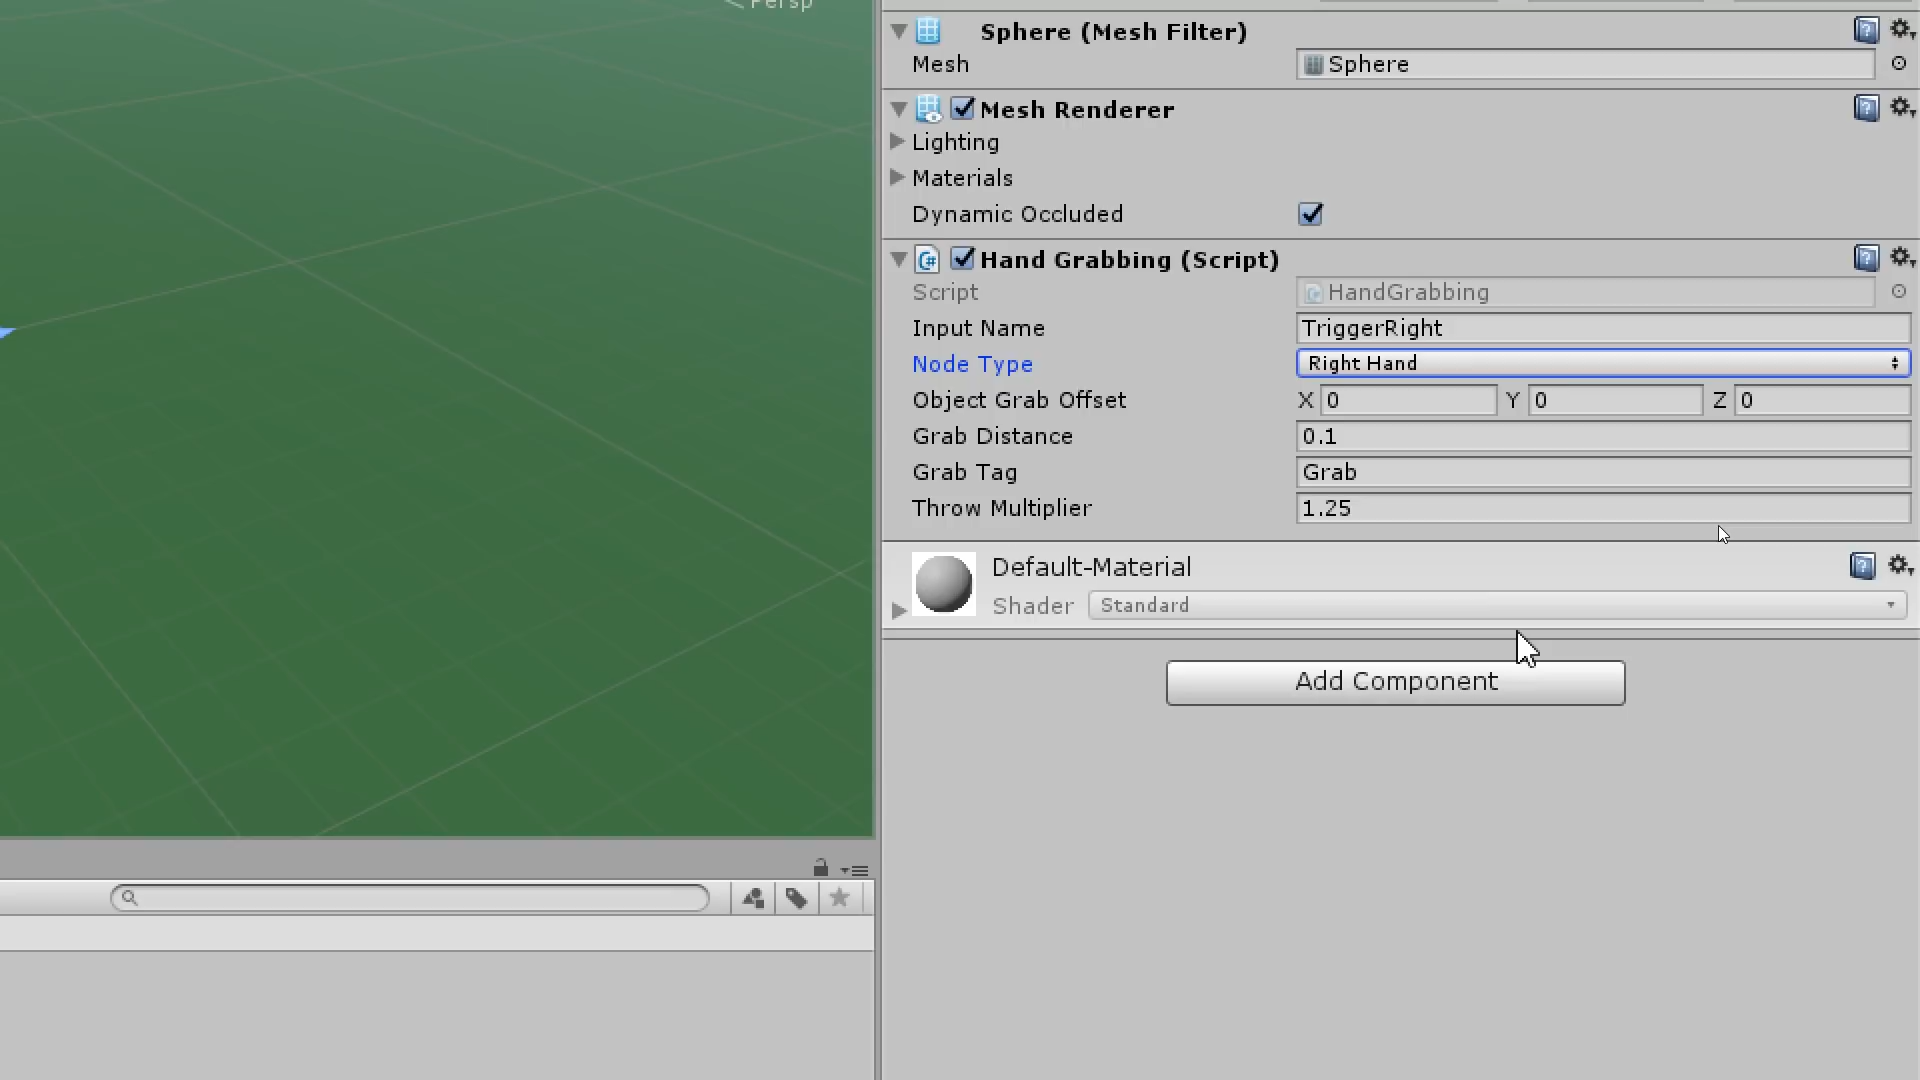 Persp
Sphere (Mesh Filter)
Mesh Sphere
Mesh Renderer
Lighting
Materials
Dynamic Occluded
Hand Grabbing (Script)
Script HandGrabbing
Input Name TriggerRight
Node Type Right Hand
Object Grab Offset X 0 Y 0 Z 0
Grab Distance 0.1
Grab Tag Grab
Throw Multiplier 1.25
Default-Material
Shader Standard
Add Component